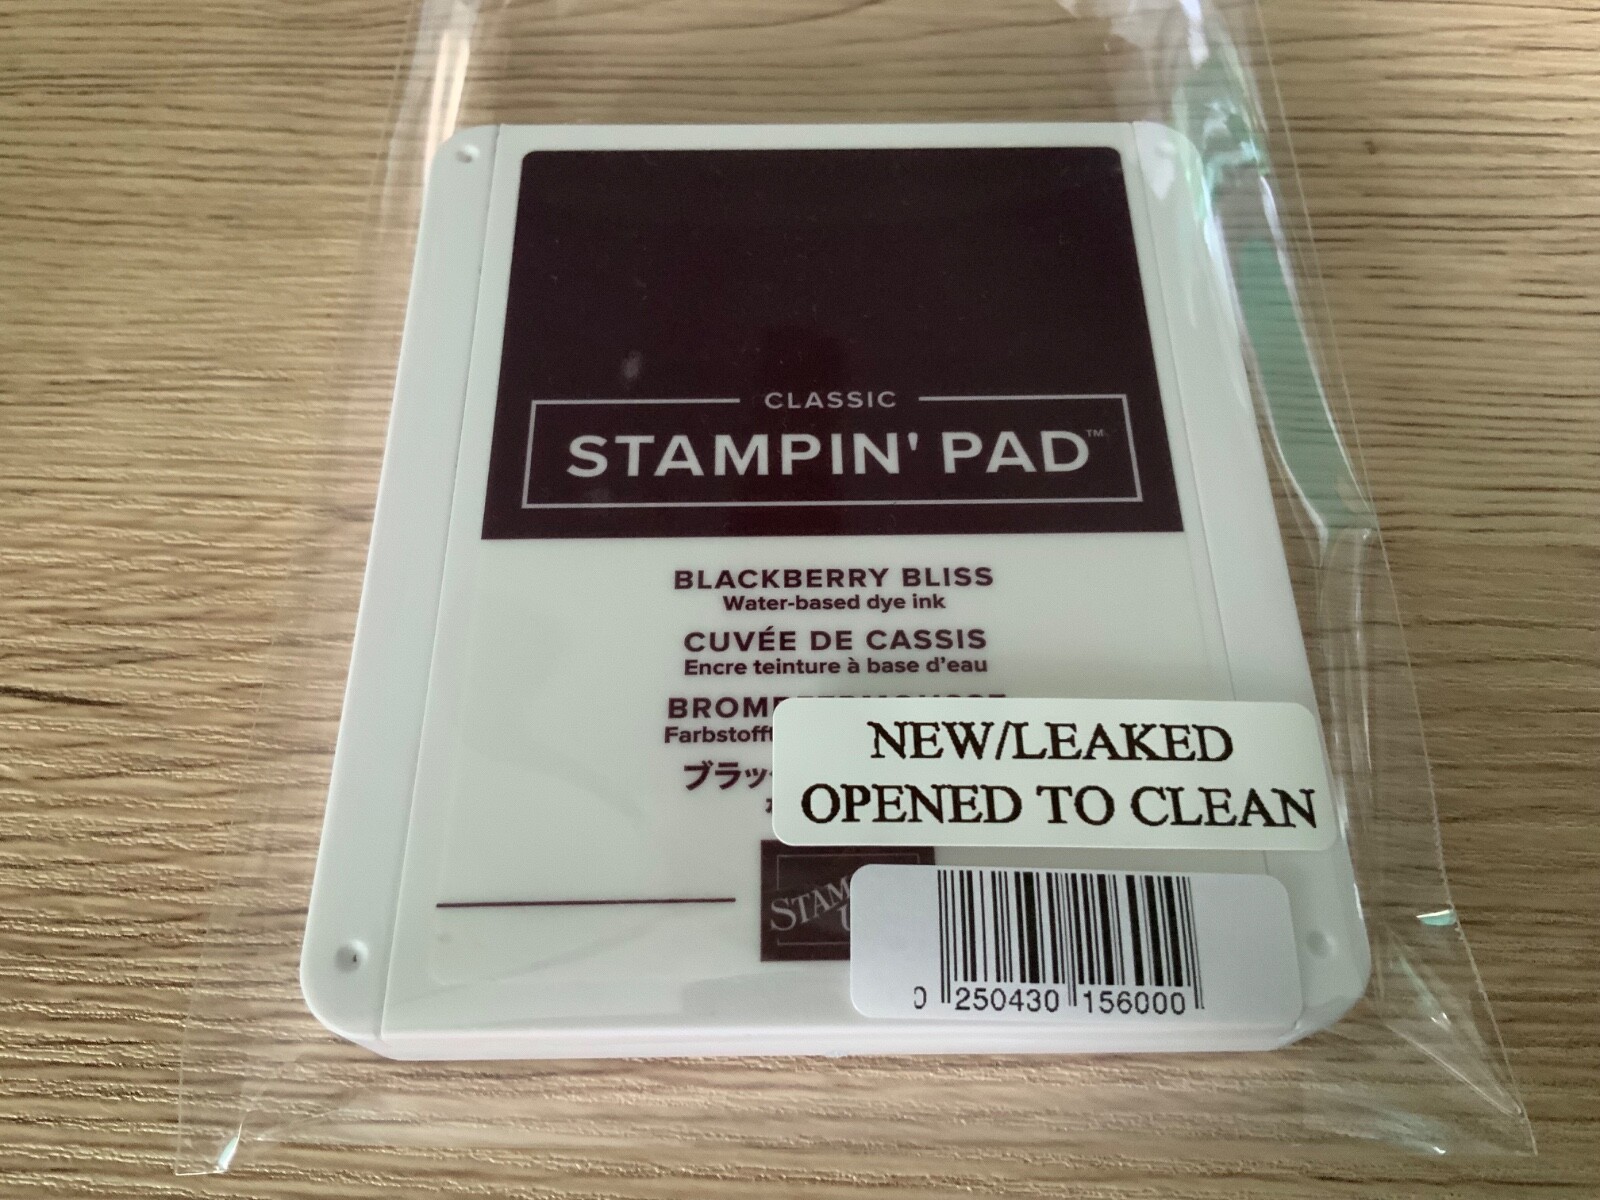 CLASSIC
STAMPIN' PAD™
BLACKBERRY BLISS
Water-based dye ink
CUVÉE DE CASSIS
Encre teinture à base d'eau
NEW/LEAKED
OPENED TO CLEAN
0 250430 156000